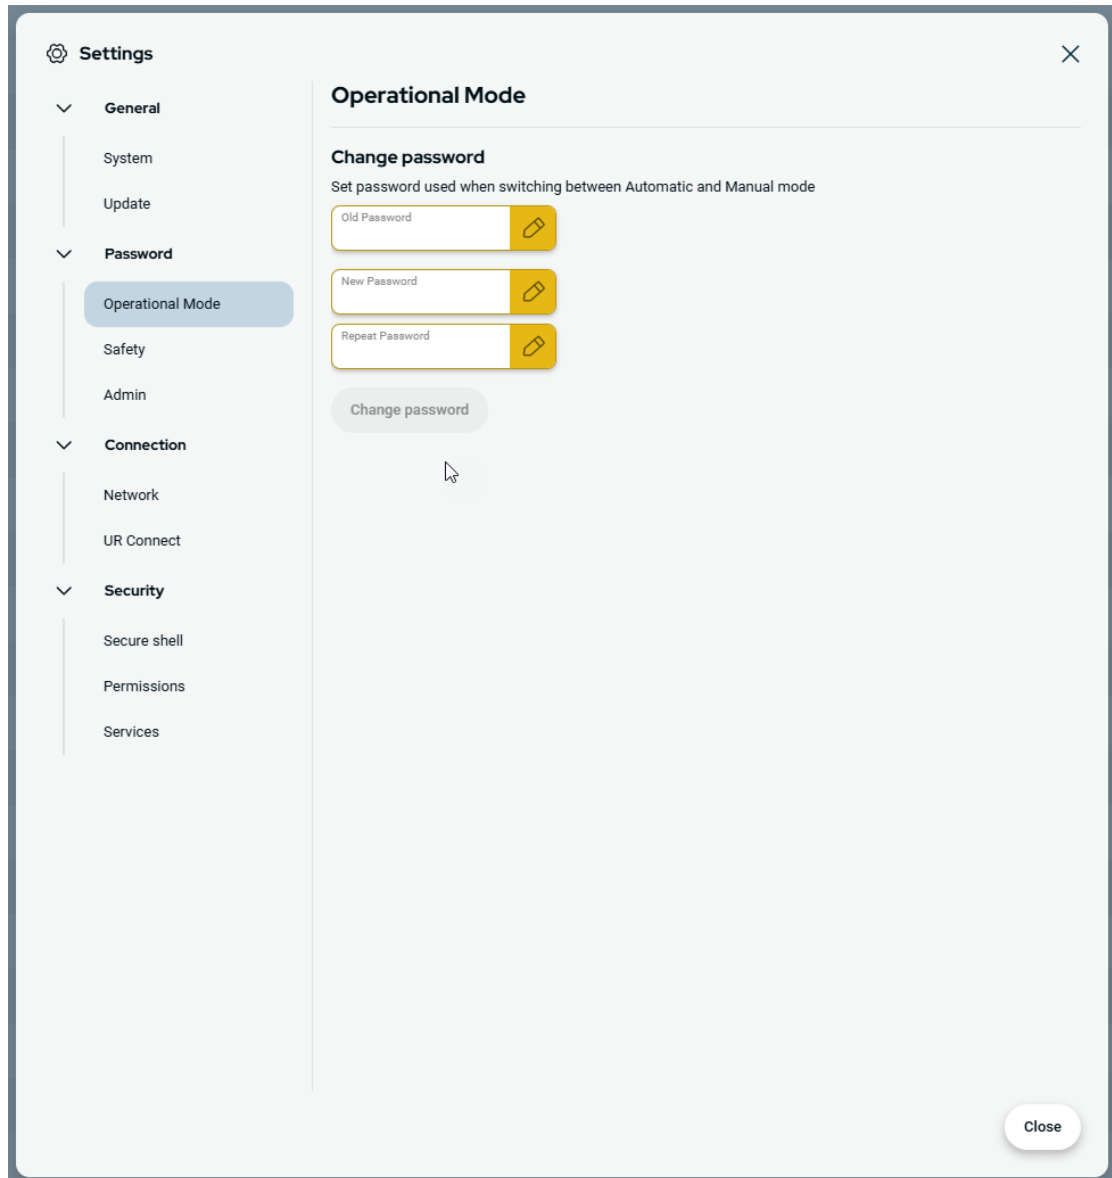 Settings
General
System
Update
Password
Operational Mode
Safety
Admin
Connection
Network
UR Connect
Security
Secure shell
Permissions
Services
Operational Mode
Change password
Set password used when switching between Automatic and Manual mode
Old Password
New Password
Repeat Password
Change password
Close